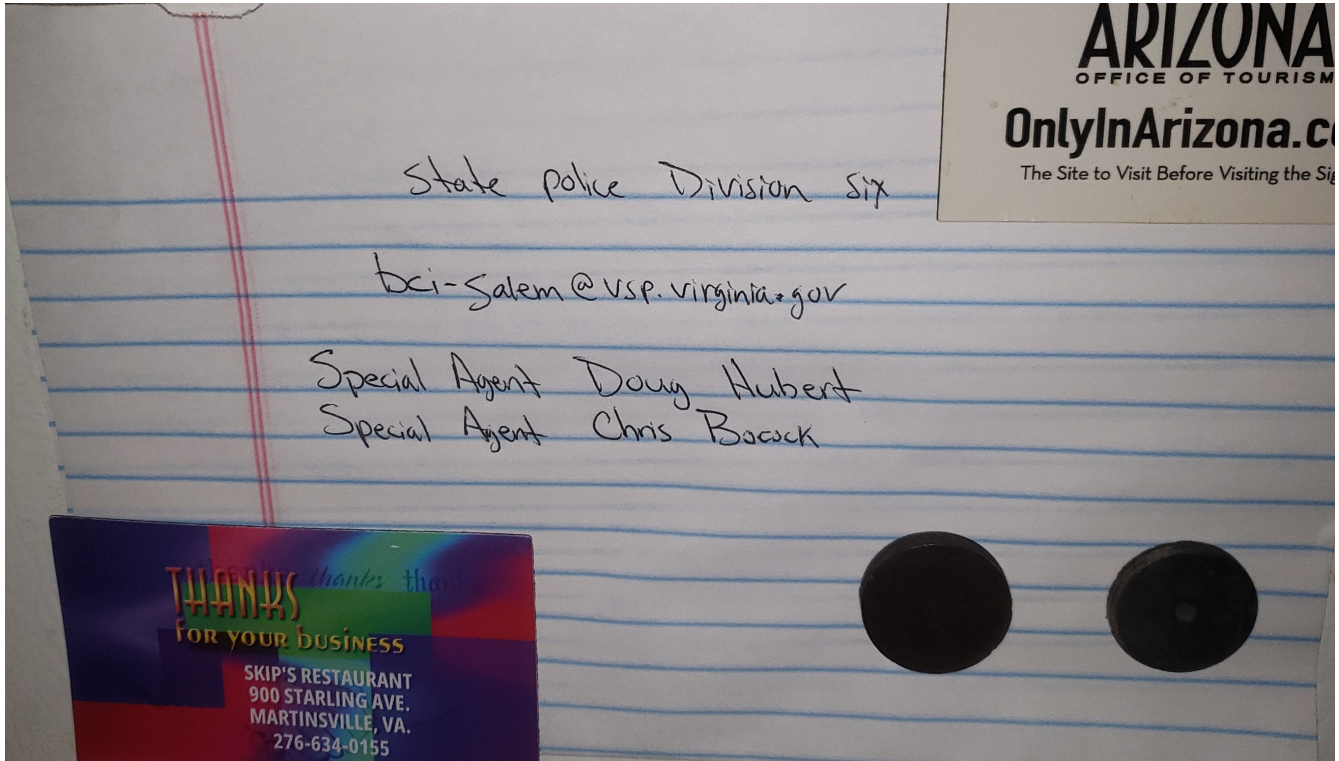 ARIZONA
OFFICE OF TOURISM
OnlyInArizona.c
The Site to Visit Before Visiting the
State police Division Six
bci-salem@vsp.virginia.gov
Special Agent Doug Hubert
Special Agent Chris Bocock
thanks thanks
THANKS
FOR YOUR BUSINESS
SKIP'S RESTAURANT
900 STARLING AVE.
MARTINSVILLE, VA.
276-634-0155